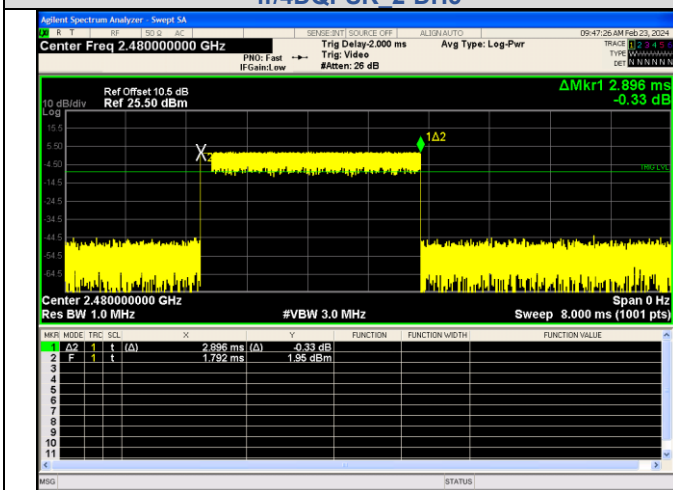 Agilent Spectrum Analyzer - Swept SA
R T RF 50 Ω AC SENSE:INT SOURCE OFF ALIGN AUTO 09:47:26 AM Feb 23, 2024
Center Freq 2.480000000 GHz
PNO: Fast
IFGain:Low
Trig Delay-2.000 ms
Trig: Video
#Atten: 26 dB
Avg Type: Log-Pwr
TRACE 1 2 3 4 5 6
TYPE
DET N N N N N N
ΔMkr1 2.896 ms
-0.33 dB
Ref Offset 10.5 dB
10 dB/div Ref 25.50 dBm
Log
15.5
5.50
-4.50
-14.5
-24.5
-34.5
-44.5
-54.5
-64.5
X2
1Δ2
TRIG LVL
Center 2.480000000 GHz Span 0 Hz
Res BW 1.0 MHz #VBW 3.0 MHz Sweep 8.000 ms (1001 pts)
MKR MODE TRC SCL X Y FUNCTION FUNCTION WIDTH FUNCTION VALUE
1 Δ2 1 t (Δ) 2.896 ms (Δ) -0.33 dB
2 F 1 t 1.792 ms 1.95 dBm
3
4
5
6
7
8
9
10
11
MSG STATUS